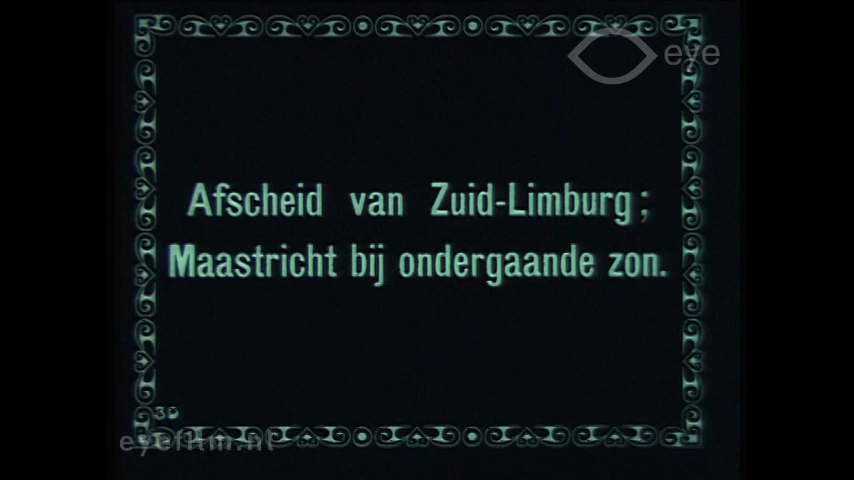 eye
Afscheid van Zuid-Limburg;
Maastricht bij ondergaande zon.
39
eyefilm.nl